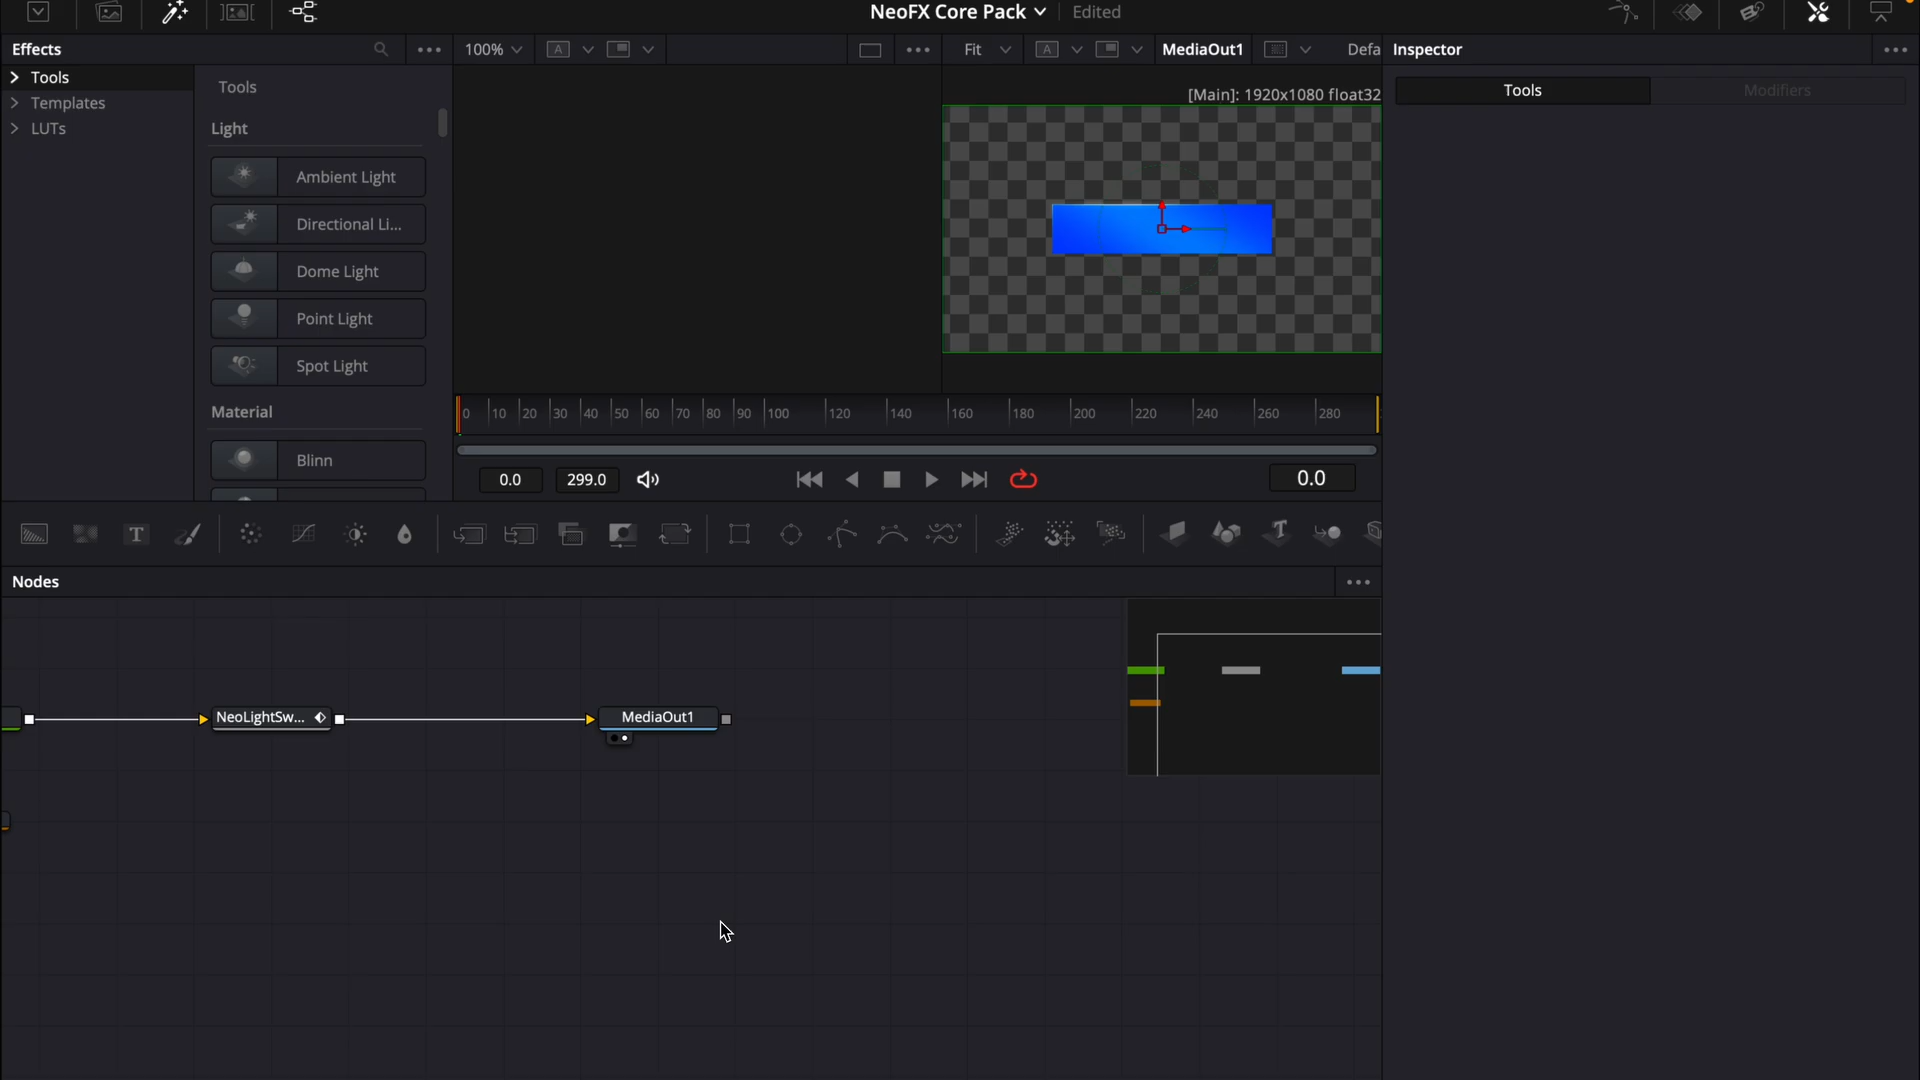 NeoFX Core Pack
Edited
Effects
100%
A
Fit
A
MediaOut1
Defa
Inspector
Tools
Templates
LUTs
Tools
Light
Ambient Light
Directional Li...
Dome Light
Point Light
Spot Light
Material
Blinn
[Main]: 1920x1080 float32
Tools
Modifiers
0 10 20 30 40 50 60 70 80 90 100 120 140 160 180 200 220 240 260 280
0.0
299.0
0.0
T
Nodes
NeoLightSw...
MediaOut1